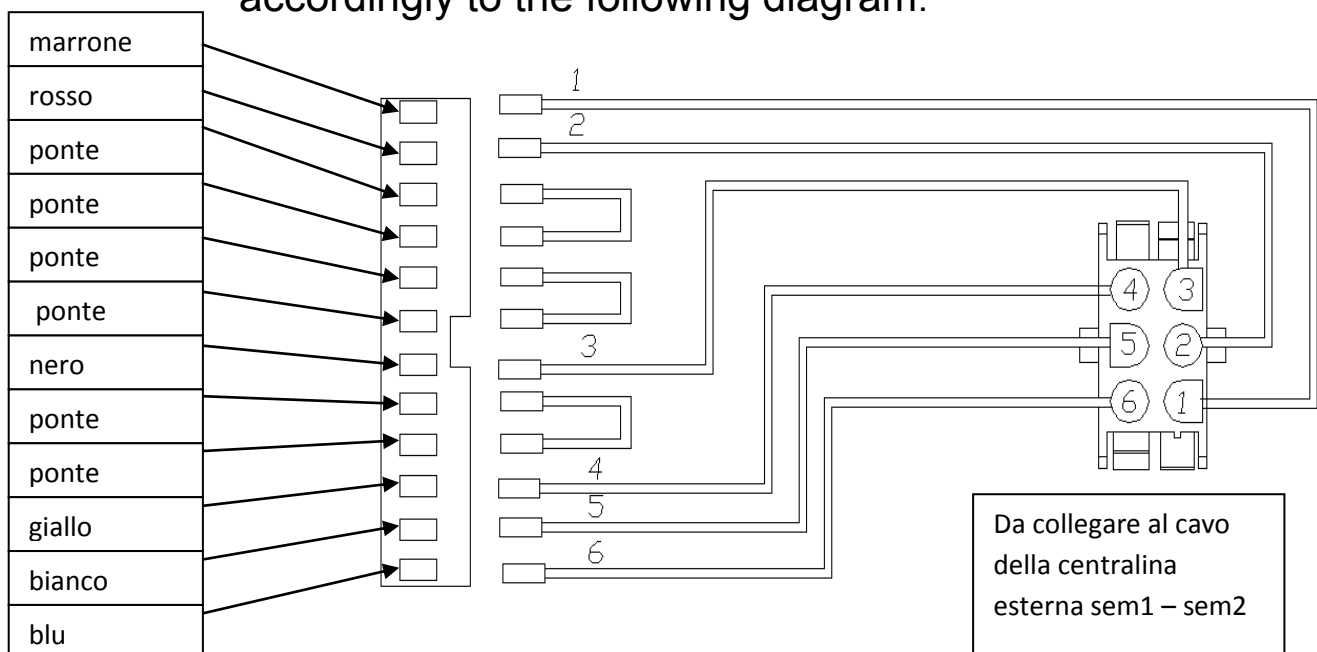 accordingly to the following diagram:
marrone
rosso
ponte
ponte
ponte
ponte
nero
ponte
ponte
giallo
bianco
blu
1
2
3
4
5
6
4
3
5
2
6
1
Da collegare al cavo
della centralina
esterna sem1 – sem2